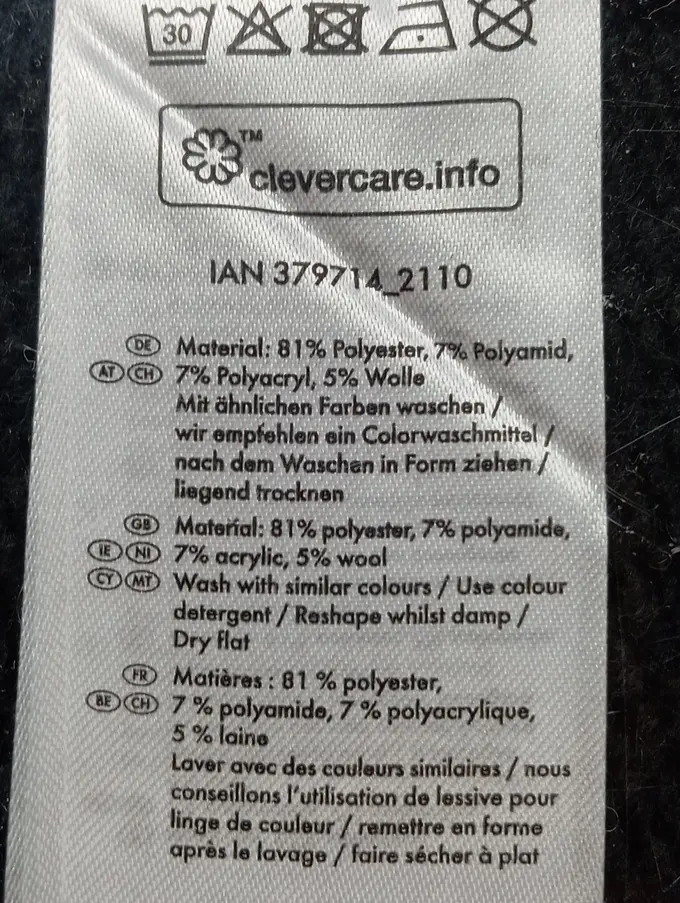 30
TM
clevercare.info
IAN 379714_2110
DE Material: 81% Polyester, 7% Polyamid,
AT CH 7% Polyacryl, 5% Wolle
Mit ähnlichen Farben waschen /
wir empfehlen ein Colorwaschmittel /
nach dem Waschen in Form ziehen /
liegend trocknen
GB Material: 81% polyester, 7% polyamide,
IE NI 7% acrylic, 5% wool
CY MT Wash with similar colours / Use colour
detergent / Reshape whilst damp /
Dry flat
FR Matières : 81 % polyester,
BE CH 7 % polyamide, 7 % polyacrylique,
5 % laine
Laver avec des couleurs similaires / nous
conseillons l'utilisation de lessive pour
linge de couleur / remettre en forme
après le lavage / faire sécher à plat